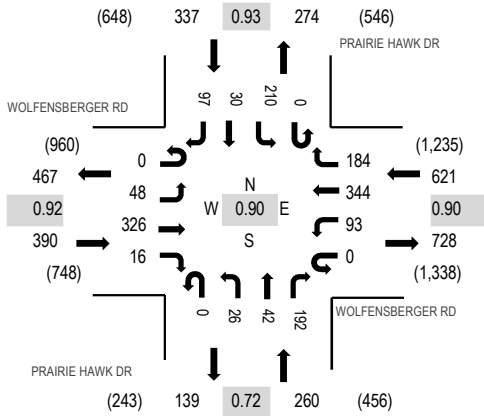 (648) 337 0.93 274 (546)
PRAIRIE HAWK DR
WOLFENSBERGER RD
97 30 210 0
(960) (1,235)
467 0 184 621
48 344
0.92 N 0.90
W 0.90 E
326 93
390 S 728
16 0
(748) (1,338)
0 26 42 192
WOLFENSBERGER RD
PRAIRIE HAWK DR
(243) 139 0.72 260 (456)